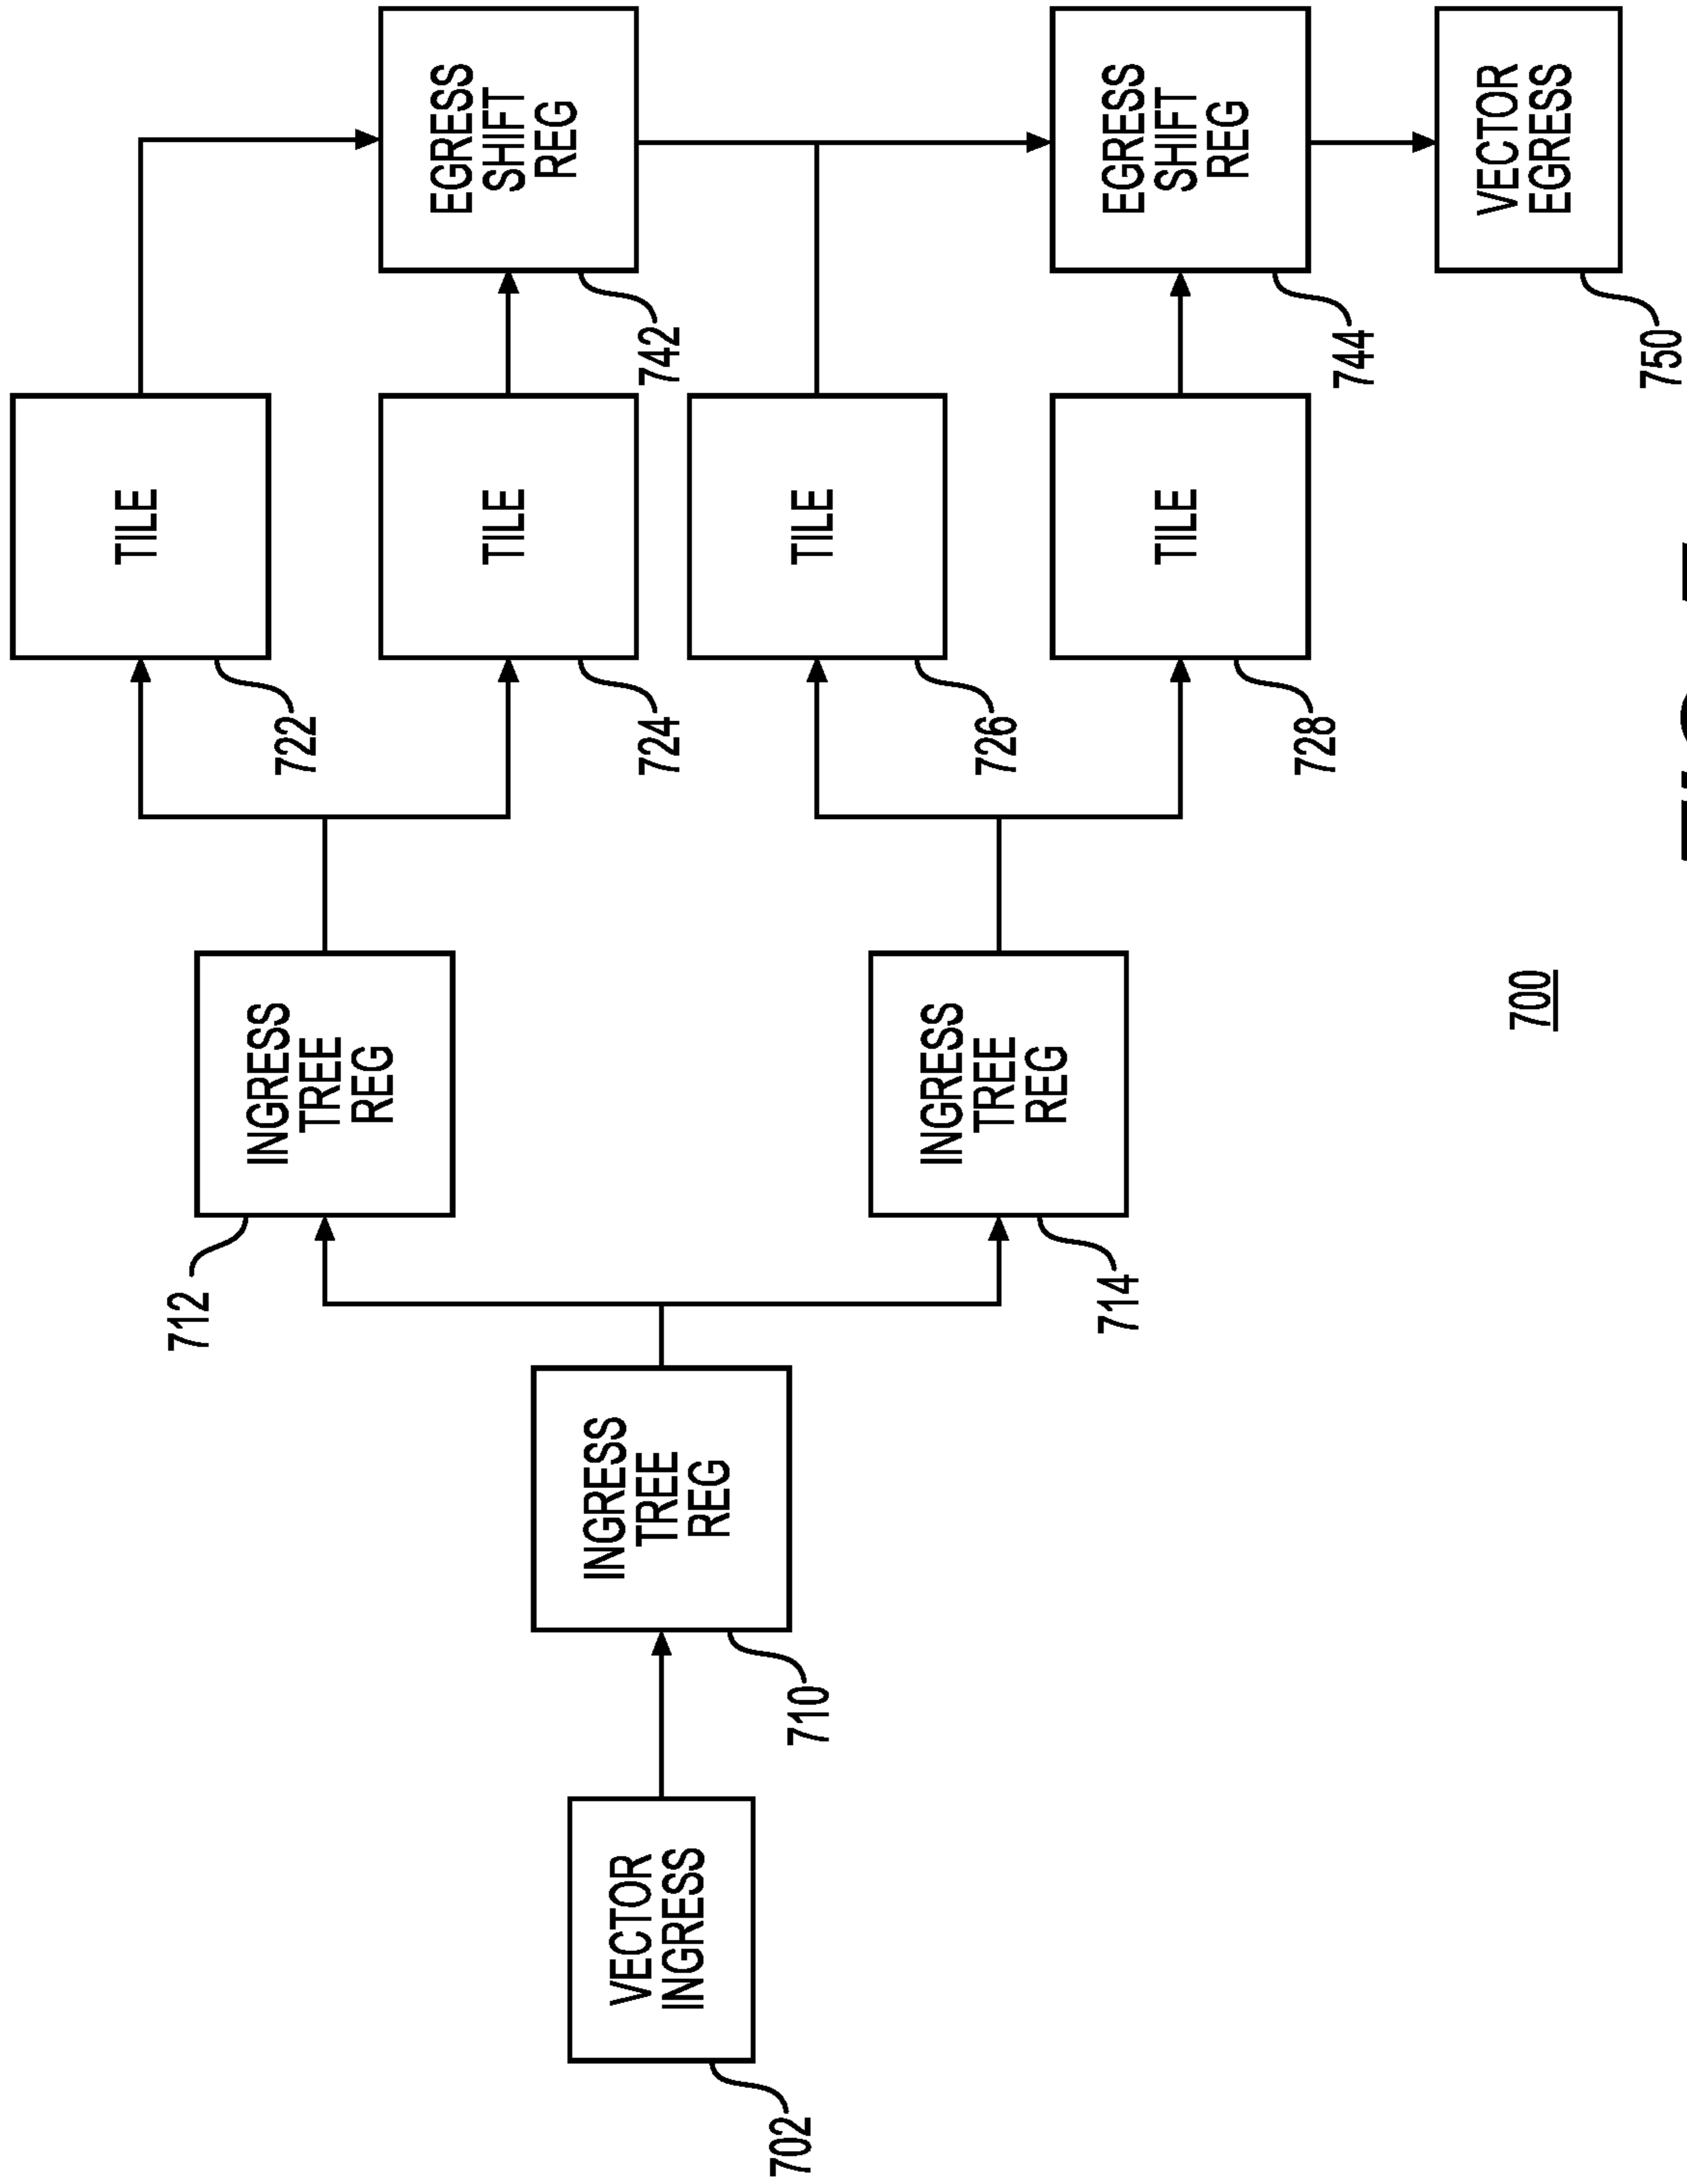 VECTOR
INGRESS
702
INGRESS
TREE
REG
710
INGRESS
TREE
REG
712
INGRESS
TREE
REG
714
TILE
722
TILE
724
TILE
726
TILE
728
EGRESS
SHIFT
REG
742
EGRESS
SHIFT
REG
744
VECTOR
EGRESS
750
700